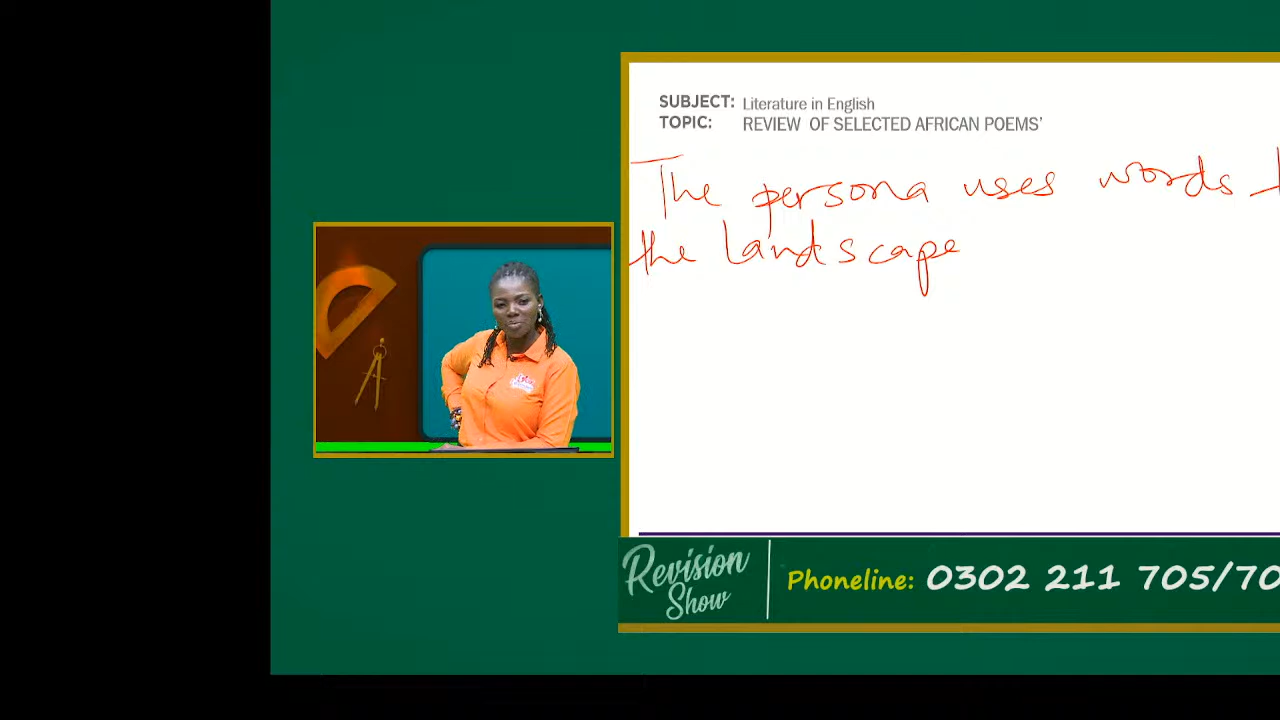 SUBJECT: Literature in English
TOPIC: REVIEW OF SELECTED AFRICAN POEMS'
The persona uses words
the landscape
Revision Show
Phoneline: 0302 211 705/70